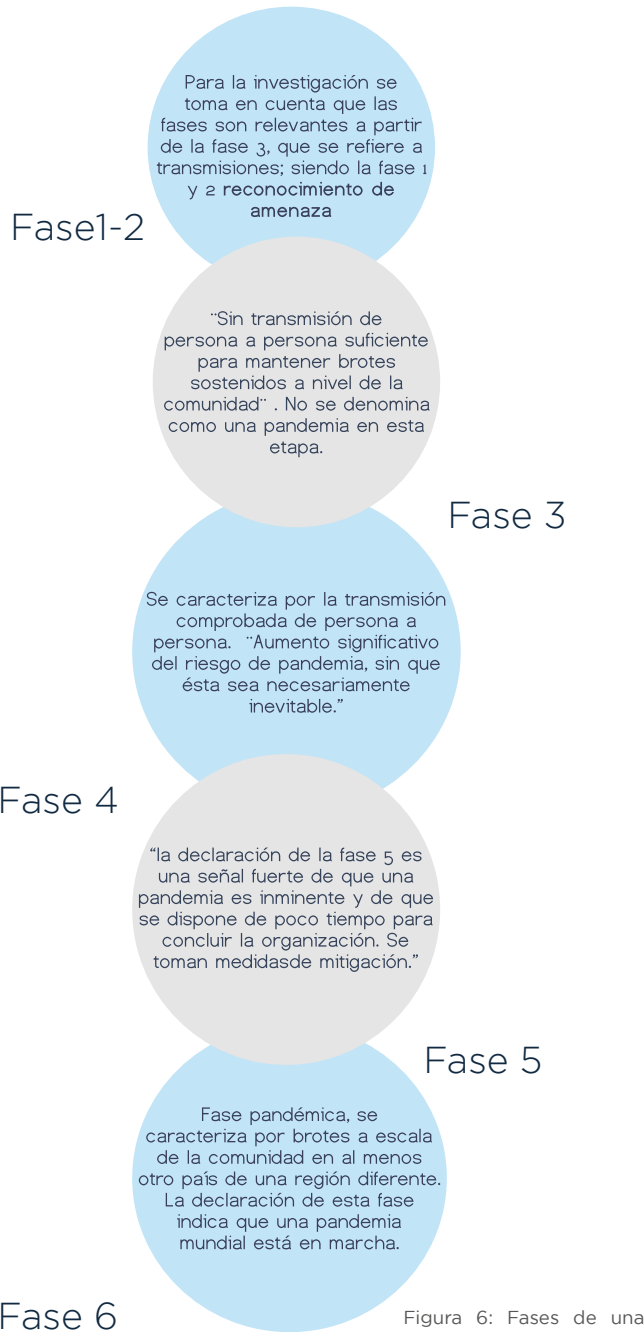 Para la investigación se
toma en cuenta que las
fases son relevantes a partir
de la fase 3, que se refiere a
transmisiones; siendo la fase 1
y 2 reconocimiento de
amenaza
Fase1-2
¨Sin transmisión de
persona a persona suficiente
para mantener brotes
sostenidos a nivel de la
comunidad¨ . No se denomina
como una pandemia en esta
etapa.
Fase 3
Se caracteriza por la transmisión
comprobada de persona a
persona. ¨Aumento significativo
del riesgo de pandemia, sin que
ésta sea necesariamente
inevitable.”
Fase 4
“la declaración de la fase 5 es
una señal fuerte de que una
pandemia es inminente y de que
se dispone de poco tiempo para
concluir la organización. Se
toman medidasde mitigación.”
Fase 5
Fase pandémica, se
caracteriza por brotes a escala
de la comunidad en al menos
otro país de una región diferente.
La declaración de esta fase
indica que una pandemia
mundial está en marcha.
Fase 6
Figura 6: Fases de una